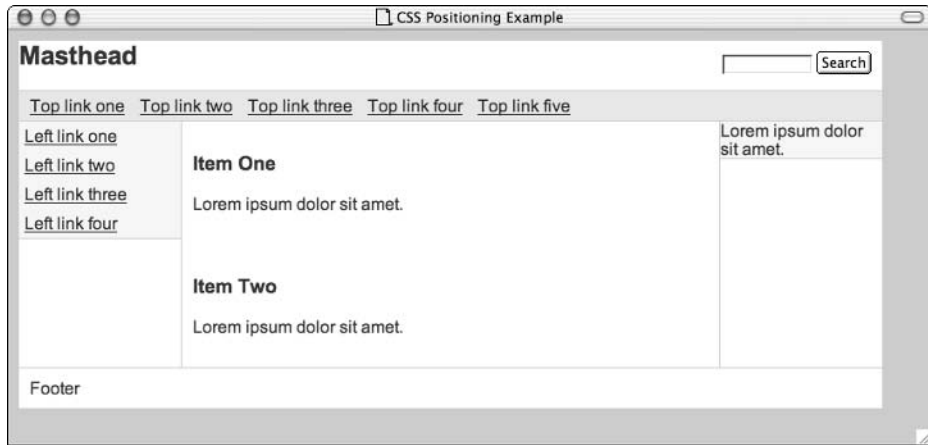 CSS Positioning Example
Masthead
Search
Top link one Top link two Top link three Top link four Top link five
Left link one
Left link two
Left link three
Left link four
Item One
Lorem ipsum dolor sit amet.
Item Two
Lorem ipsum dolor sit amet.
Lorem ipsum dolor
sit amet.
Footer